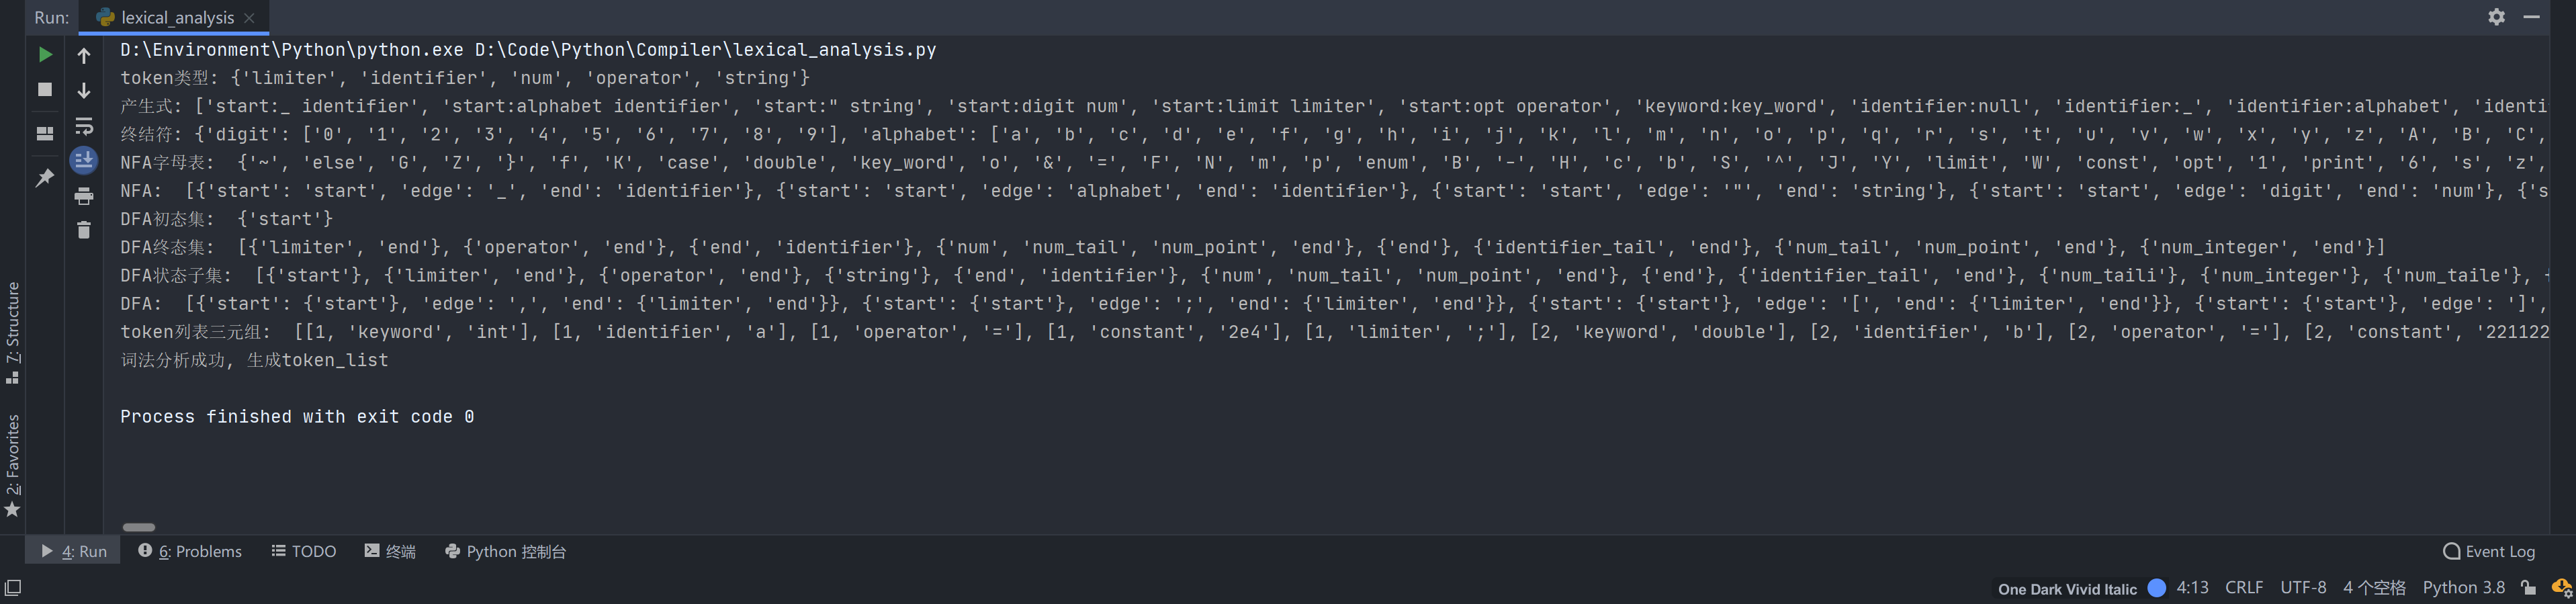 Run: lexical_analysis
D:\Environment\Python\python.exe D:\Code\Python\Compiler\lexical_analysis.py
token类型: {'limiter', 'identifier', 'num', 'operator', 'string'}
产生式: ['start:_ identifier', 'start:alphabet identifier', 'start:" string', 'start:digit num', 'start:limit limiter', 'start:opt operator', 'keyword:key_word', 'identifier:null', 'identifier:_', 'identifier:alphabet', 'identi
终结符: {'digit': ['0', '1', '2', '3', '4', '5', '6', '7', '8', '9'], 'alphabet': ['a', 'b', 'c', 'd', 'e', 'f', 'g', 'h', 'i', 'j', 'k', 'l', 'm', 'n', 'o', 'p', 'q', 'r', 's', 't', 'u', 'v', 'w', 'x', 'y', 'z', 'A', 'B', 'C',
NFA字母表:  {'~', 'else', 'G', 'Z', '}', 'f', 'K', 'case', 'double', 'key_word', 'o', '&', '=', 'F', 'N', 'm', 'p', 'enum', 'B', '-', 'H', 'c', 'b', 'S', '^', 'J', 'Y', 'limit', 'W', 'const', 'opt', '1', 'print', '6', 's', 'z',
NFA:  [{'start': 'start', 'edge': '_', 'end': 'identifier'}, {'start': 'start', 'edge': 'alphabet', 'end': 'identifier'}, {'start': 'start', 'edge': '"', 'end': 'string'}, {'start': 'start', 'edge': 'digit', 'end': 'num'}, {'s
DFA初态集:  {'start'}
DFA终态集:  [{'limiter', 'end'}, {'operator', 'end'}, {'end', 'identifier'}, {'num', 'num_tail', 'num_point', 'end'}, {'end'}, {'identifier_tail', 'end'}, {'num_tail', 'num_point', 'end'}, {'num_integer', 'end'}]
DFA状态子集:  [{'start'}, {'limiter', 'end'}, {'operator', 'end'}, {'string'}, {'end', 'identifier'}, {'num', 'num_tail', 'num_point', 'end'}, {'end'}, {'identifier_tail', 'end'}, {'num_taili'}, {'num_integer'}, {'num_taile'}, {
DFA:  [{'start': {'start'}, 'edge': ',', 'end': {'limiter', 'end'}}, {'start': {'start'}, 'edge': ';', 'end': {'limiter', 'end'}}, {'start': {'start'}, 'edge': '[', 'end': {'limiter', 'end'}}, {'start': {'start'}, 'edge': ']',
token列表三元组:  [[1, 'keyword', 'int'], [1, 'identifier', 'a'], [1, 'operator', '='], [1, 'constant', '2e4'], [1, 'limiter', ';'], [2, 'keyword', 'double'], [2, 'identifier', 'b'], [2, 'operator', '='], [2, 'constant', '221122
词法分析成功, 生成token_list
Process finished with exit code 0
7: Structure
2: Favorites
4: Run 6: Problems TODO 终端 Python 控制台 Event Log
One Dark Vivid Italic 4:13 CRLF UTF-8 4 个空格 Python 3.8